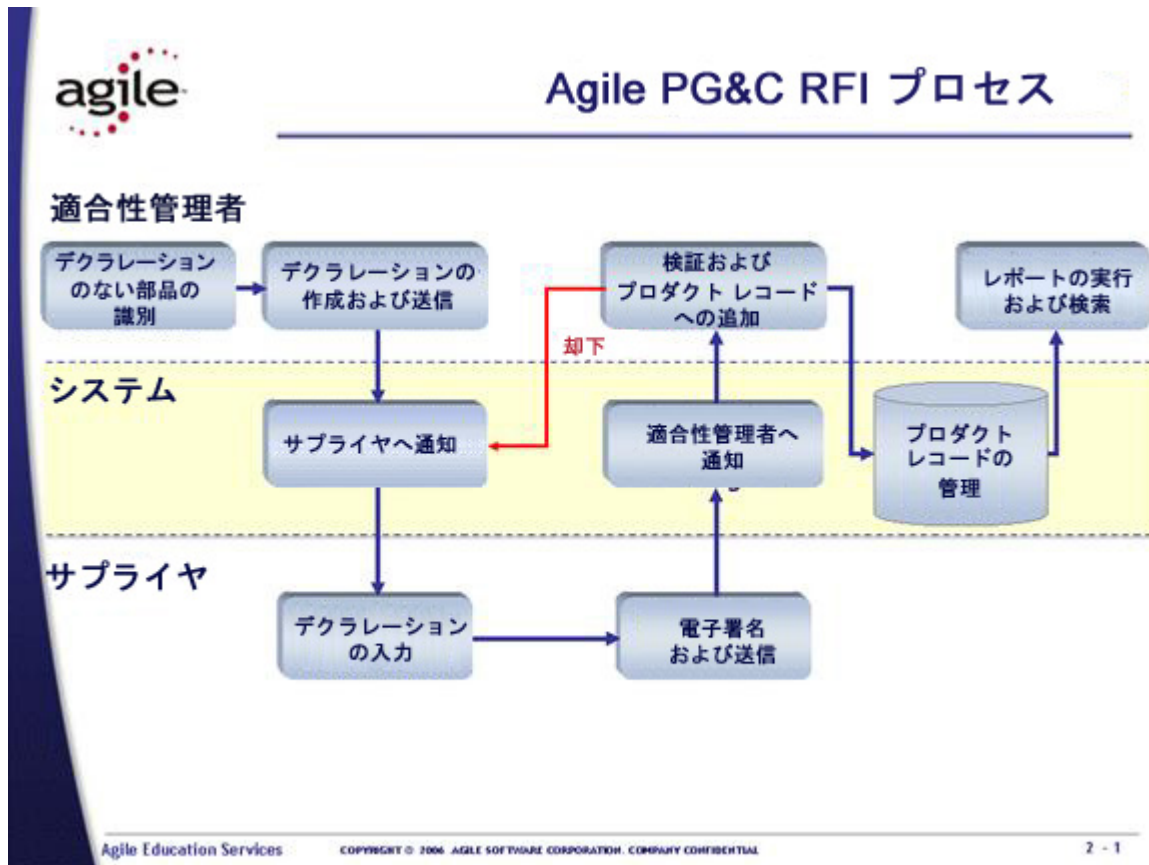 agile
Agile PG&C RFI プロセス
適合性管理者
デクラレーション
のない部品の
識別
デクラレーションの
作成および送信
検証および
プロダクト レコード
への追加
レポートの実行
および検索
却下
システム
サプライヤへ通知
適合性管理者へ
通知
プロダクト
レコードの
管理
サプライヤ
デクラレーション
の入力
電子署名
および送信
Agile Education Services
COPYRIGHT © 2006 AGILE SOFTWARE CORPORATION. COMPANY CONFIDENTIAL
2 - 1